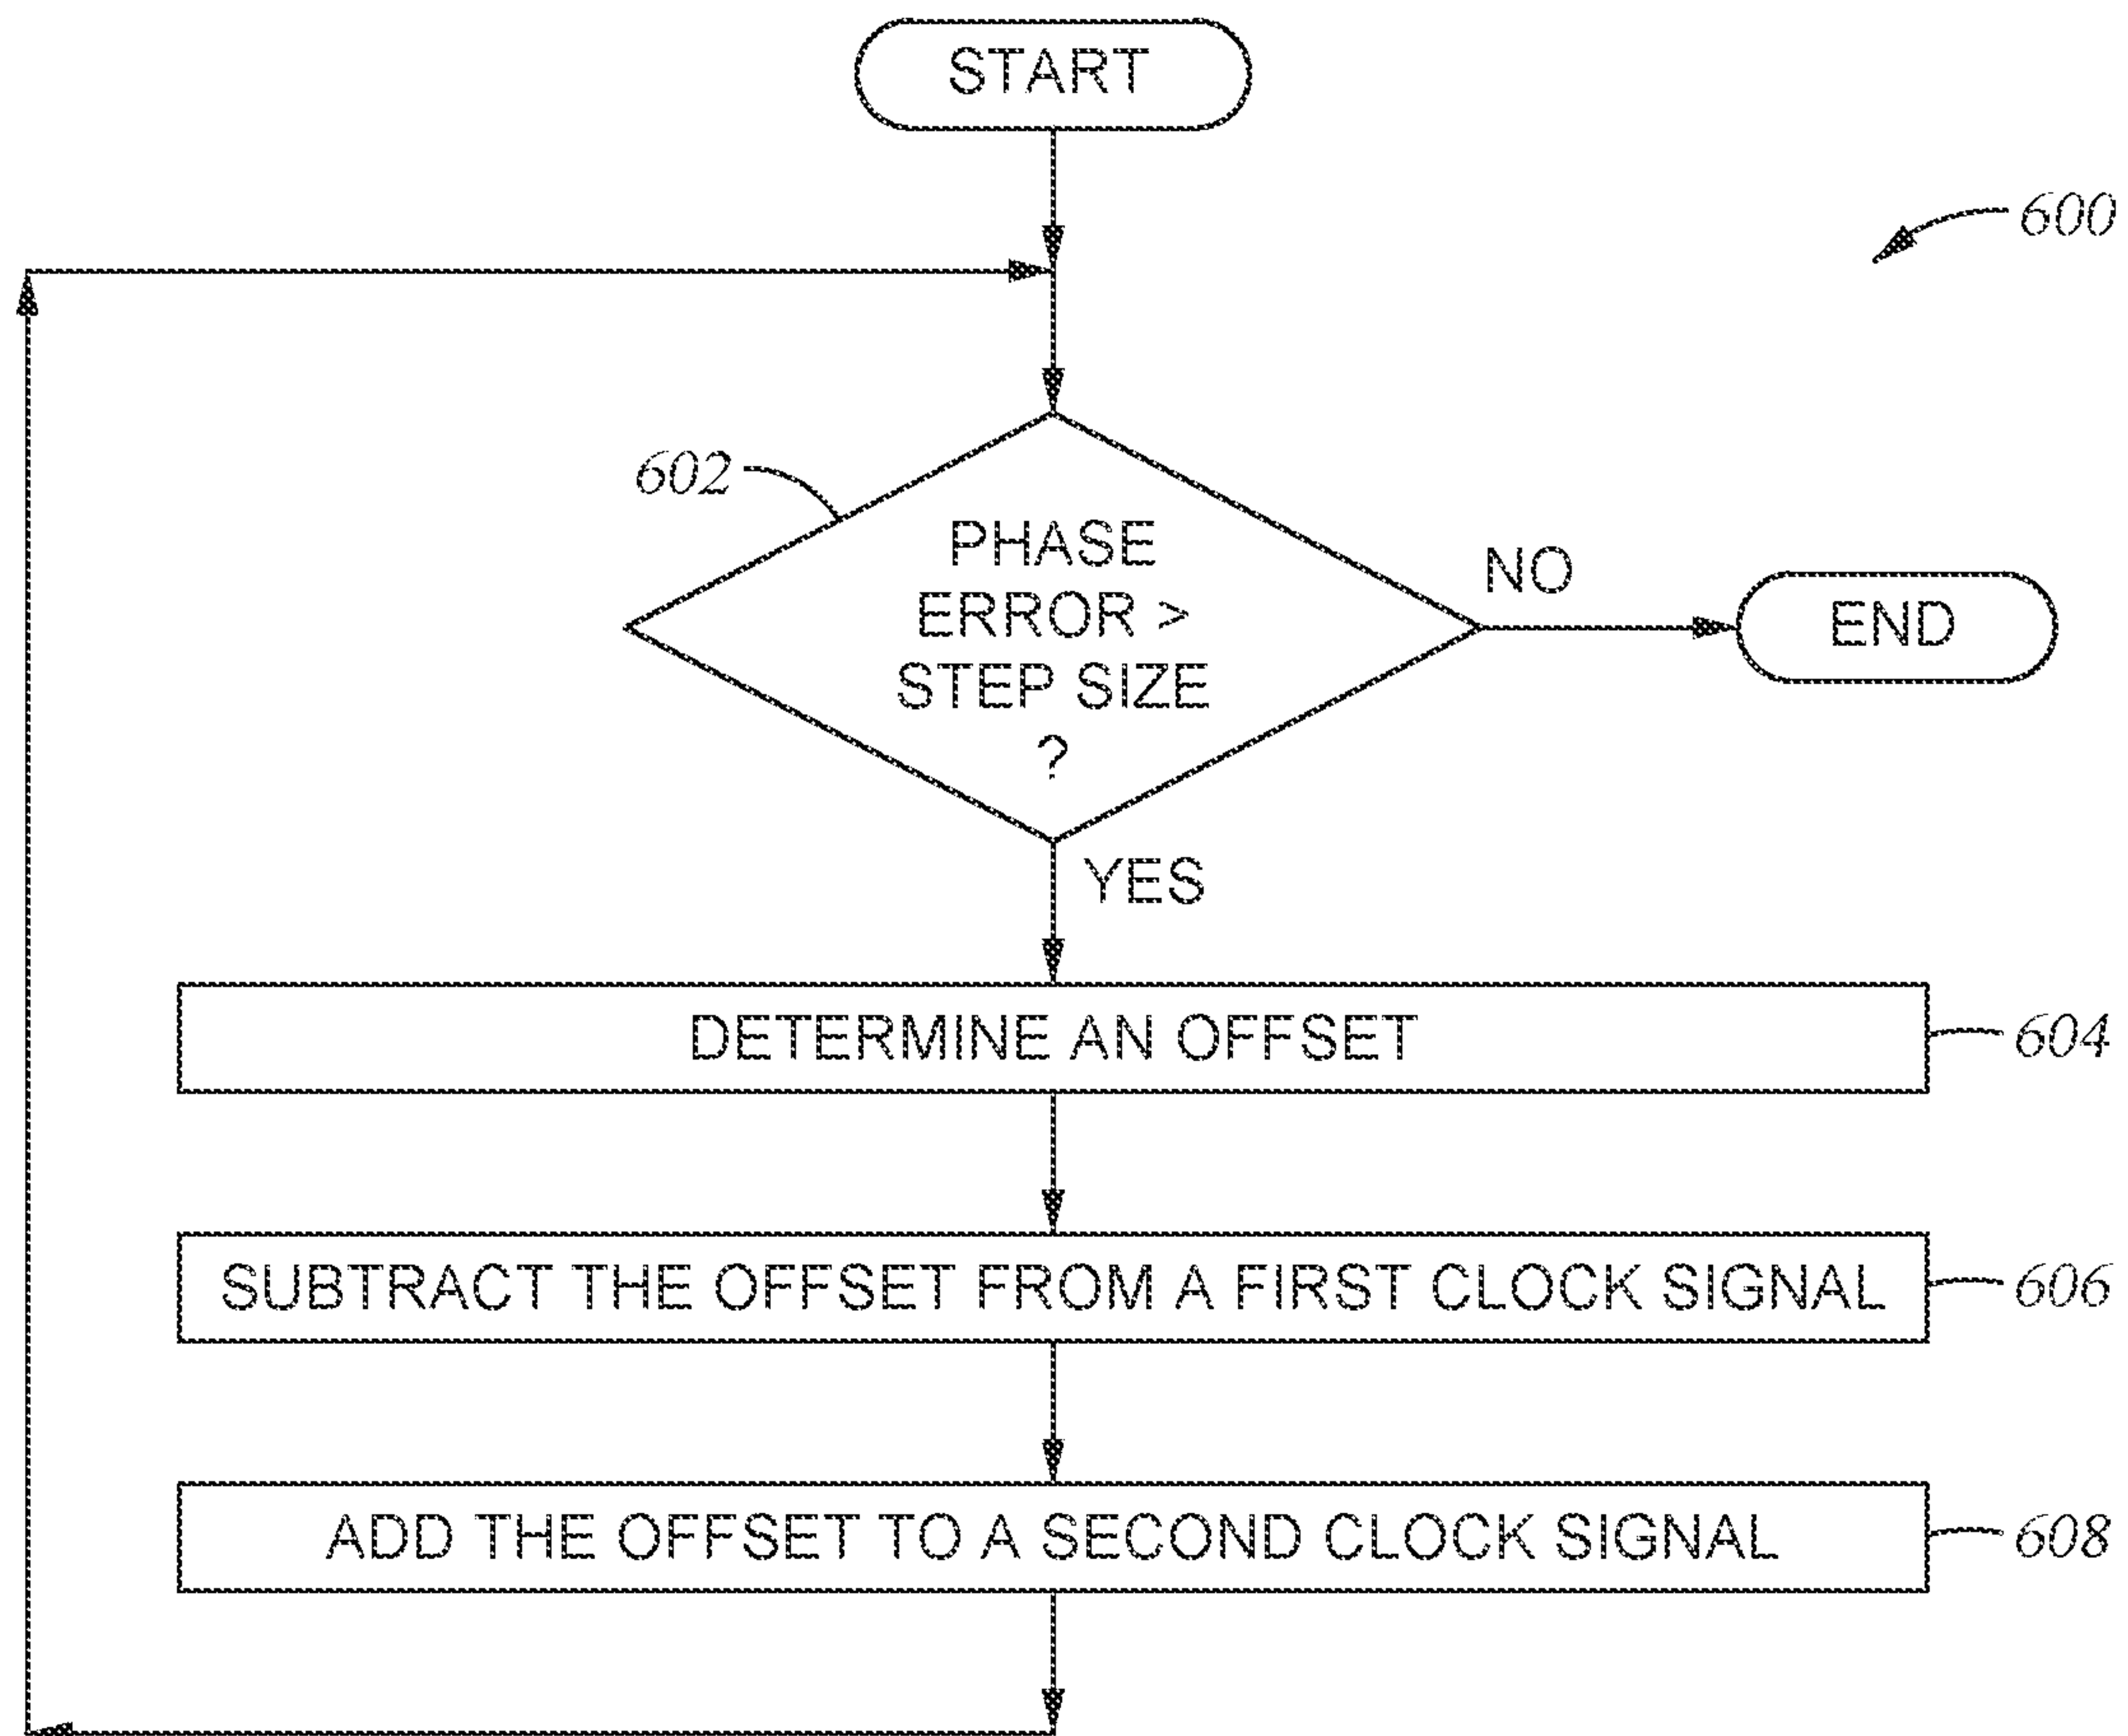 START
600
602
PHASE
ERROR >
STEP SIZE
?
NO
END
YES
DETERMINE AN OFFSET
604
SUBTRACT THE OFFSET FROM A FIRST CLOCK SIGNAL
606
ADD THE OFFSET TO A SECOND CLOCK SIGNAL
608